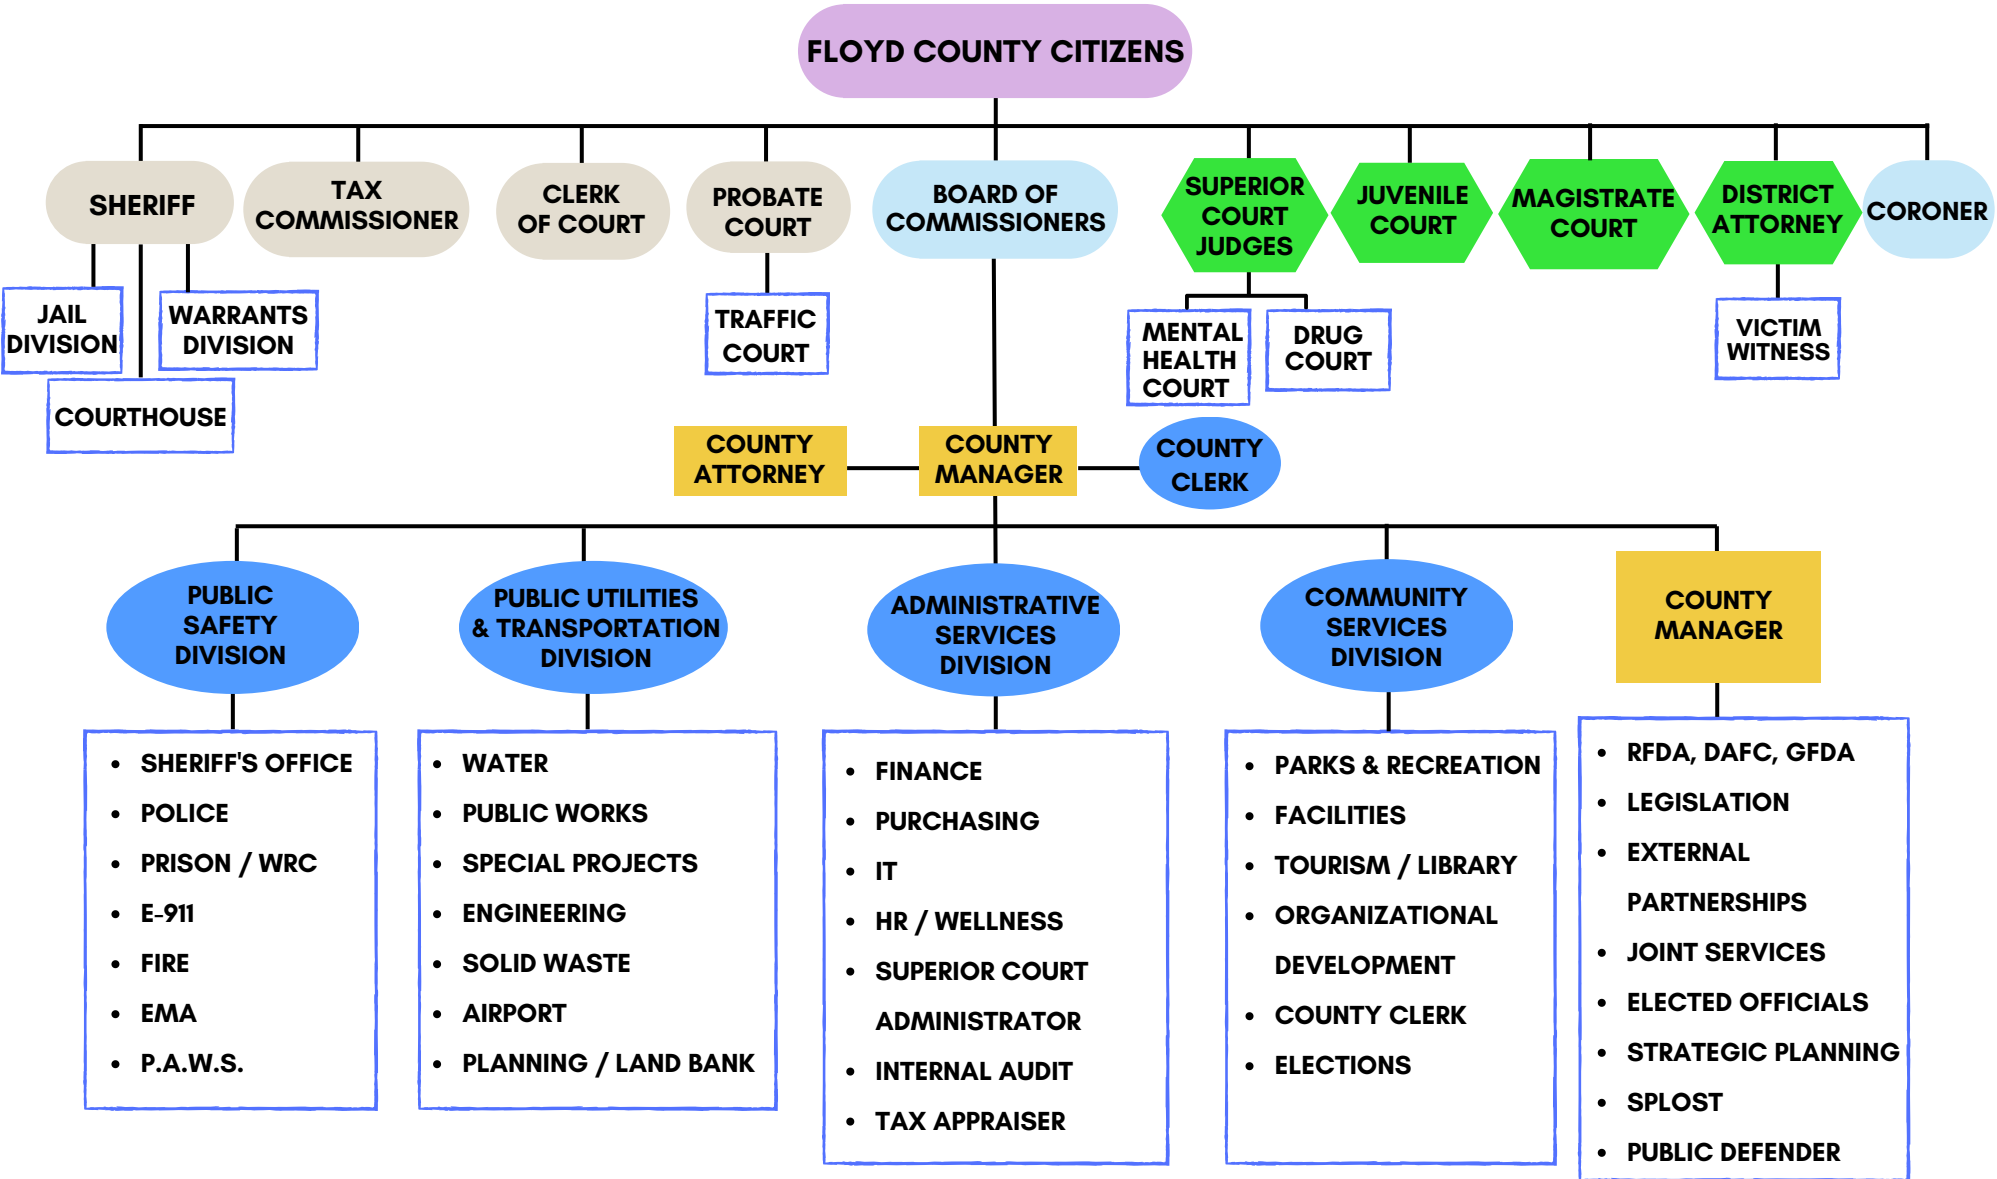 FLOYD COUNTY CITIZENS
SHERIFF
TAX
COMMISSIONER
CLERK
OF COURT
PROBATE
COURT
BOARD OF
COMMISSIONERS
SUPERIOR
COURT
JUDGES
JUVENILE
COURT
MAGISTRATE
COURT
DISTRICT
ATTORNEY
CORONER
JAIL
DIVISION
WARRANTS
DIVISION
COURTHOUSE
TRAFFIC
COURT
MENTAL
HEALTH
COURT
DRUG
COURT
VICTIM
WITNESS
COUNTY
ATTORNEY
COUNTY
MANAGER
COUNTY
CLERK
PUBLIC
SAFETY
DIVISION
PUBLIC UTILITIES
& TRANSPORTATION
DIVISION
ADMINISTRATIVE
SERVICES
DIVISION
COMMUNITY
SERVICES
DIVISION
COUNTY
MANAGER
• SHERIFF'S OFFICE
• POLICE
• PRISON / WRC
• E-911
• FIRE
• EMA
• P.A.W.S.
• WATER
• PUBLIC WORKS
• SPECIAL PROJECTS
• ENGINEERING
• SOLID WASTE
• AIRPORT
• PLANNING / LAND BANK
• FINANCE
• PURCHASING
• IT
• HR / WELLNESS
• SUPERIOR COURT
ADMINISTRATOR
• INTERNAL AUDIT
• TAX APPRAISER
• PARKS & RECREATION
• FACILITIES
• TOURISM / LIBRARY
• ORGANIZATIONAL
DEVELOPMENT
• COUNTY CLERK
• ELECTIONS
• RFDA, DAFC, GFDA
• LEGISLATION
• EXTERNAL
PARTNERSHIPS
• JOINT SERVICES
• ELECTED OFFICIALS
• STRATEGIC PLANNING
• SPLOST
• PUBLIC DEFENDER